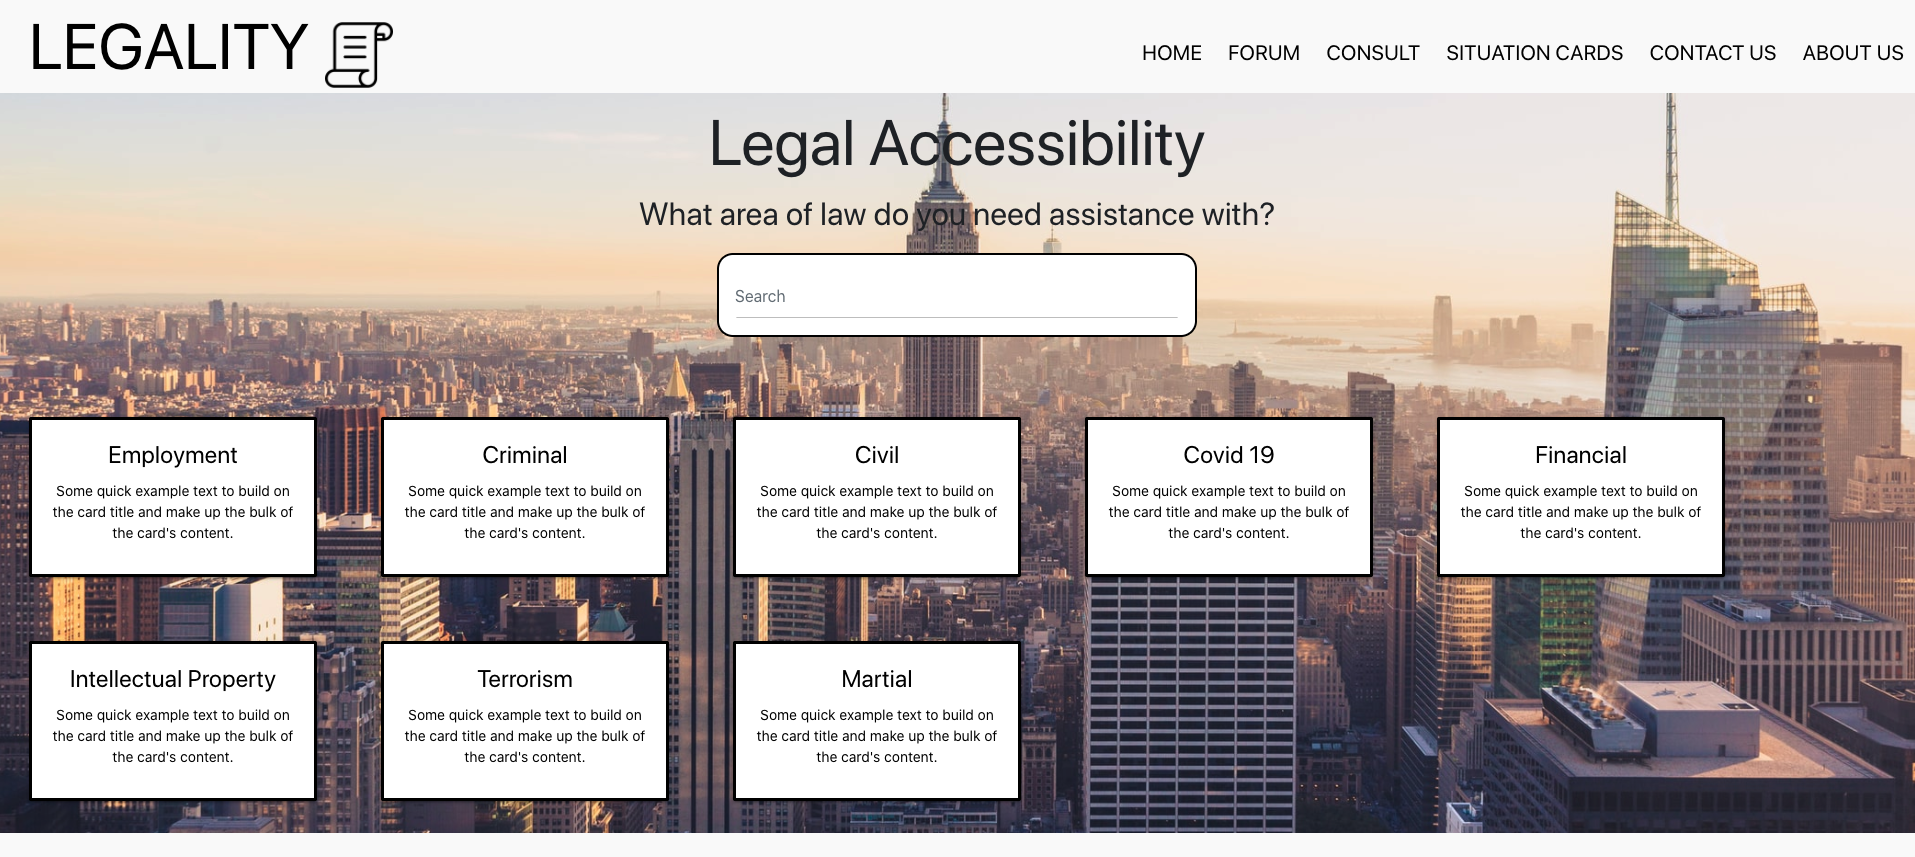 LEGALITY
HOME FORUM CONSULT SITUATION CARDS CONTACT US ABOUT US
Legal Accessibility
What area of law do you need assistance with?
Search
Employment
Some quick example text to build on
the card title and make up the bulk of
the card's content.
Criminal
Some quick example text to build on
the card title and make up the bulk of
the card's content.
Civil
Some quick example text to build on
the card title and make up the bulk of
the card's content.
Covid 19
Some quick example text to build on
the card title and make up the bulk of
the card's content.
Financial
Some quick example text to build on
the card title and make up the bulk of
the card's content.
Intellectual Property
Some quick example text to build on
the card title and make up the bulk of
the card's content.
Terrorism
Some quick example text to build on
the card title and make up the bulk of
the card's content.
Martial
Some quick example text to build on
the card title and make up the bulk of
the card's content.